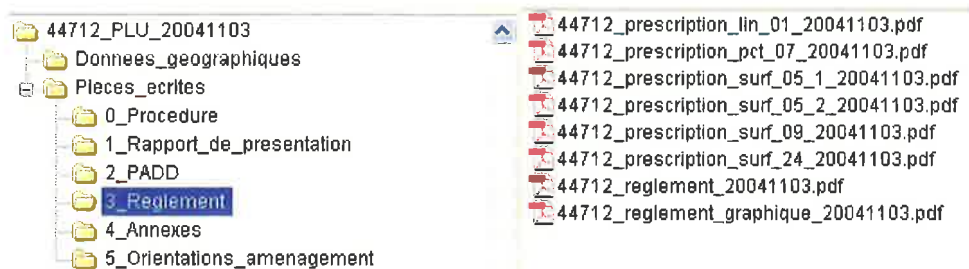 44712_PLU_20041103
Donnees_geographiques
Pieces_ecrites
0_Procedure
1_Rapport_de_presentation
2_PADD
3_Reglement
4_Annexes
5_Orientations_amenagement
44712_prescription_lin_01_20041103.pdf
44712_prescription_pct_07_20041103.pdf
44712_prescription_surf_05_1_20041103.pdf
44712_prescription_surf_05_2_20041103.pdf
44712_prescription_surf_09_20041103.pdf
44712_prescription_surf_24_20041103.pdf
44712_reglement_20041103.pdf
44712_reglement_graphique_20041103.pdf